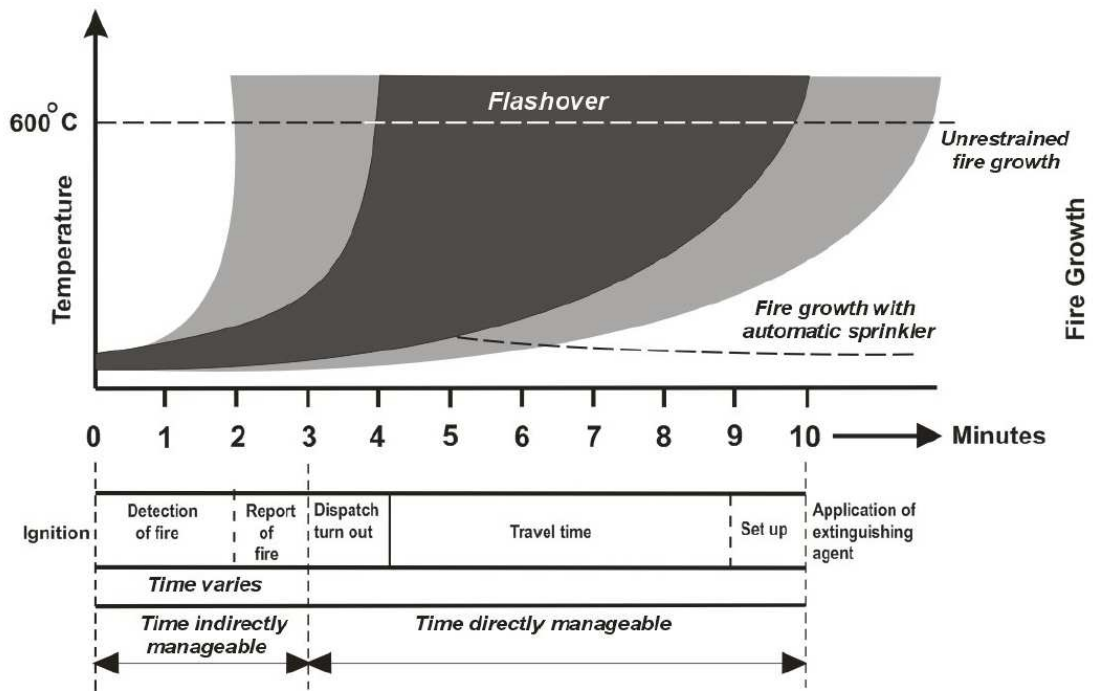 Flashover
600° C
Unrestrained
fire growth
Temperature
Fire growth with
automatic sprinkler
Fire Growth
0 1 2 3 4 5 6 7 8 9 10 Minutes
Ignition
Detection
of fire
Report
of
fire
Dispatch
turn out
Travel time
Set up
Application of
extinguishing
agent
Time varies
Time indirectly
manageable
Time directly manageable